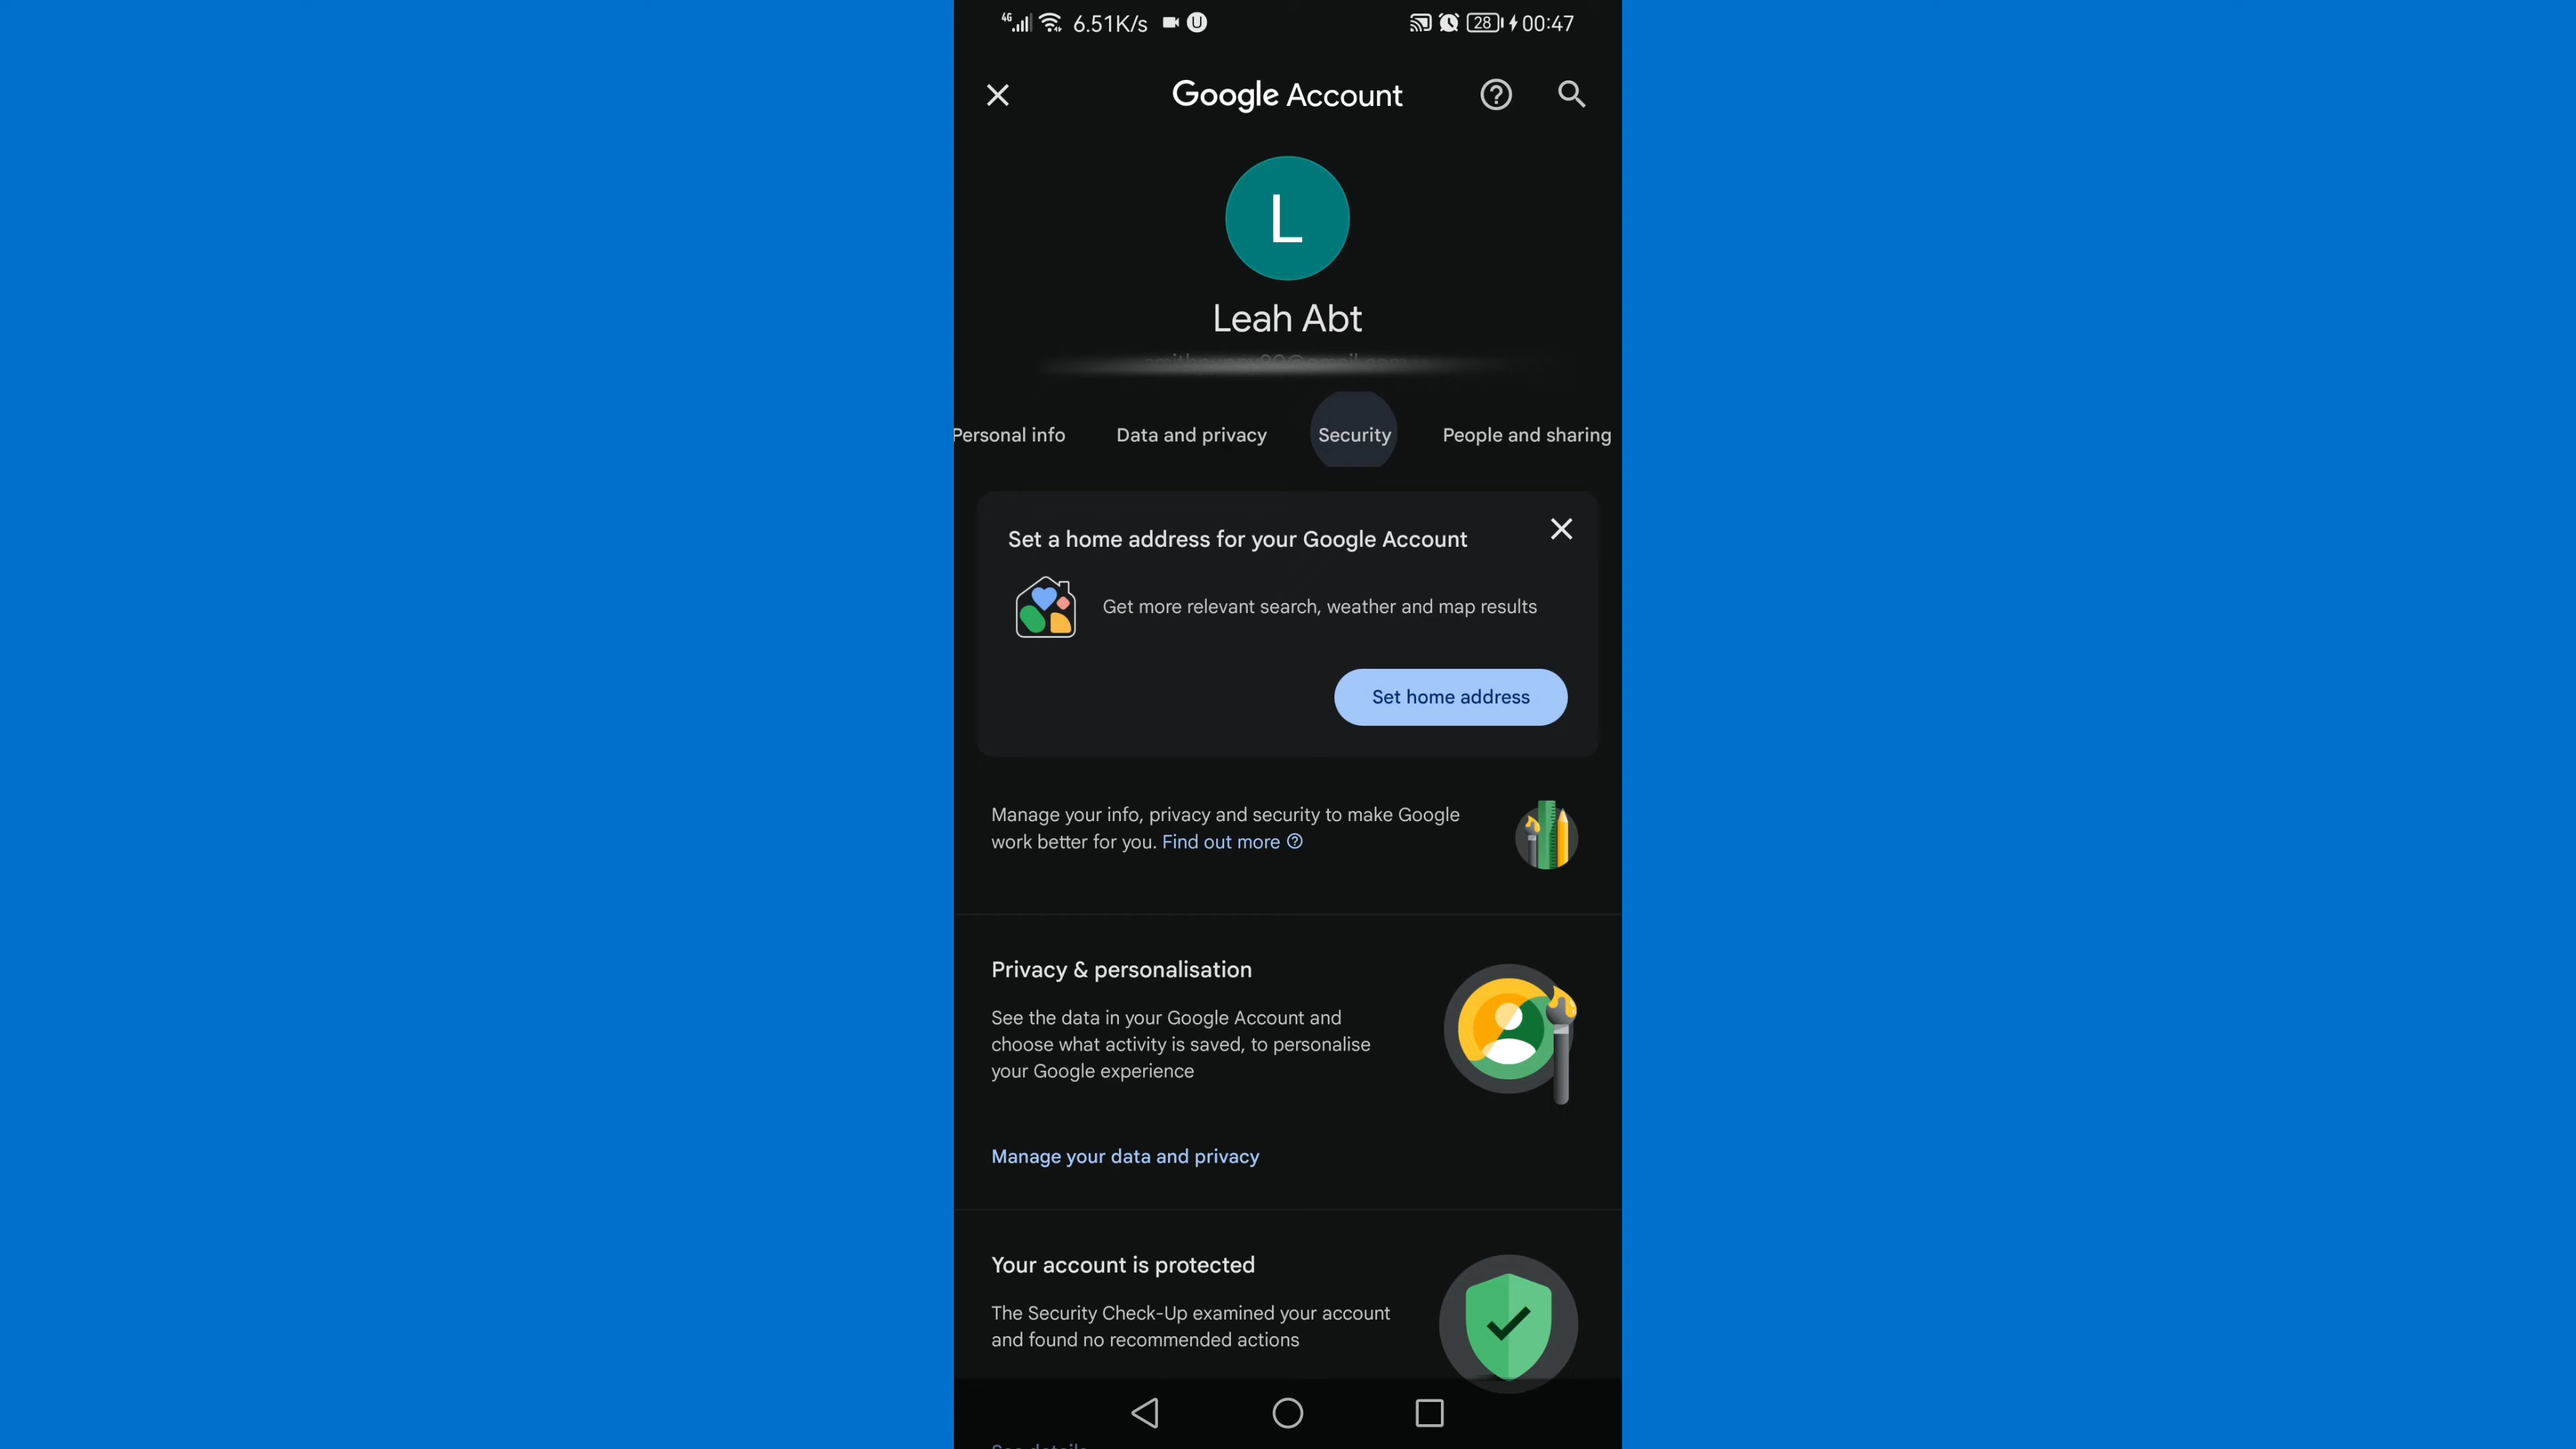 4G 6.51K/s U 28 00:47
Google Account
L
Leah Abt
Personal info Data and privacy Security People and sharing
Set a home address for your Google Account
Get more relevant search, weather and map results
Set home address
Manage your info, privacy and security to make Google
work better for you. Find out more
Privacy & personalisation
See the data in your Google Account and
choose what activity is saved, to personalise
your Google experience
Manage your data and privacy
Your account is protected
The Security Check-Up examined your account
and found no recommended actions
See details